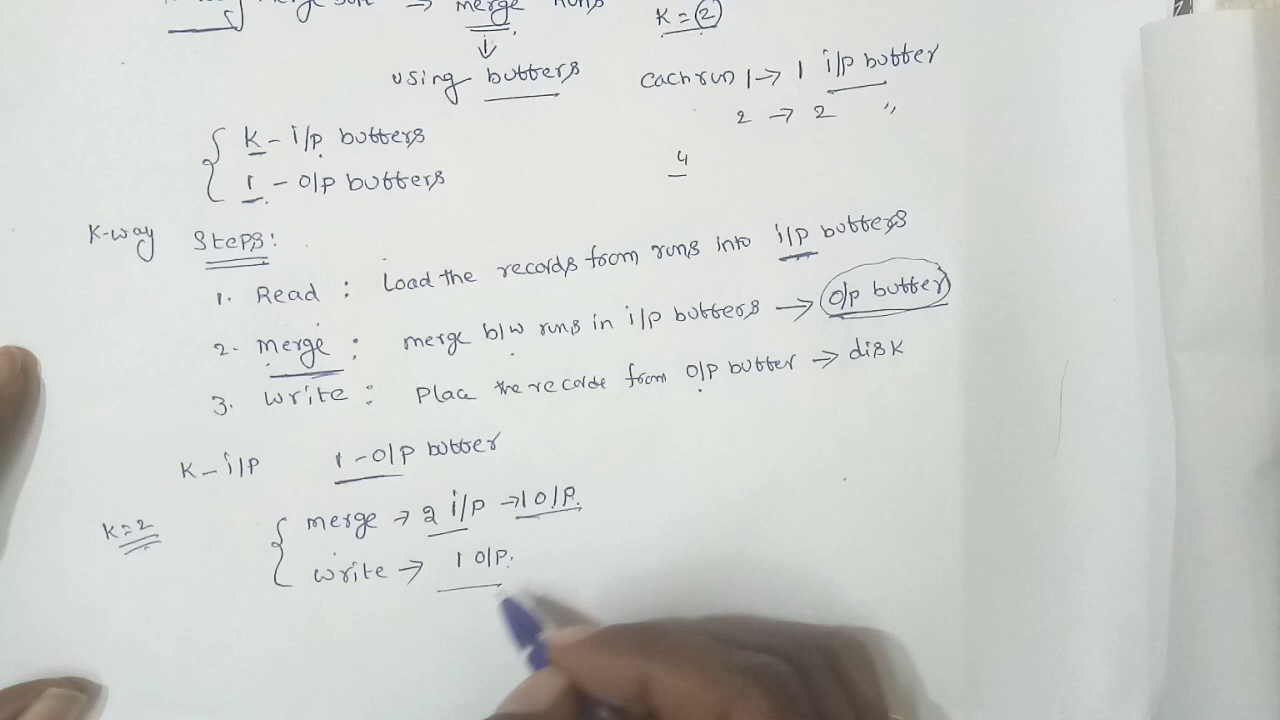 merge sort → merge runs
K = 2
↓
using buffers
each run 1 → 1 i/p buffer
2 → 2 "
K - i/p buffers
1 - o/p buffers
4
K-way Steps:
1. Read : Load the records from runs into i/p buffers
2. merge : merge b/w runs in i/p buffers → o/p buffer
3. write : Place the records from o/p buffer → disk
K - i/p 1 - o/p buffer
K=2
merge → 2 i/p → 1 o/p.
write → 1 o/p.